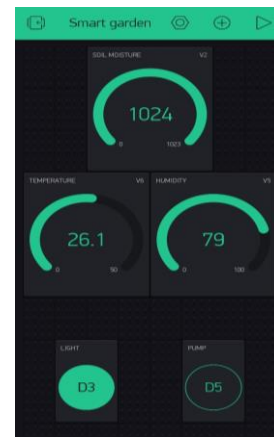 Smart garden
SOIL MOISTURE V2
1024
0 1023
TEMPERATURE V6 HUMIDITY V5
26.1 79
0 50 0 100
LIGHT PUMP
D3 D5